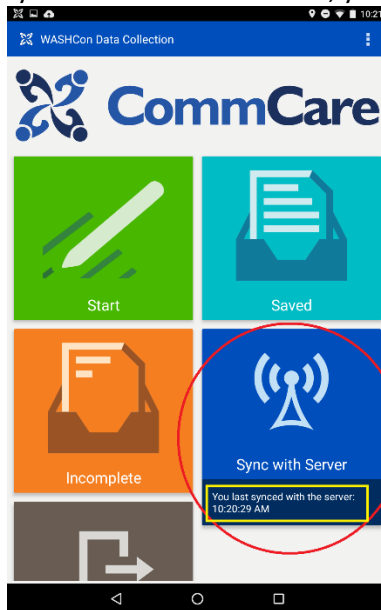 10:21
WASHCon Data Collection
CommCare
Start
Saved
Incomplete
Sync with Server
You last synced with the server:
10:20:29 AM